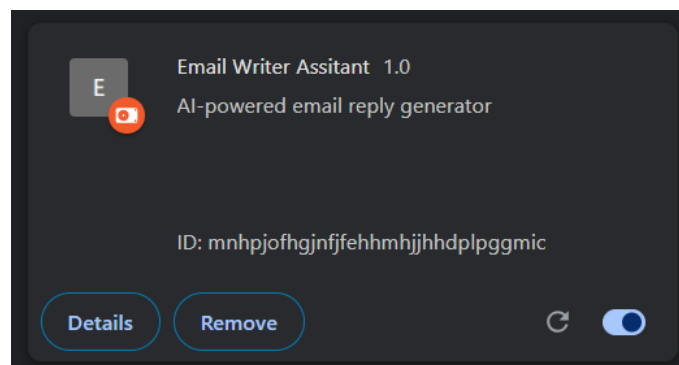 E
Email Writer Assitant 1.0
AI-powered email reply generator
ID: mnhpjofhgjnfjfehhmhjjhhdplpggmic
Details Remove